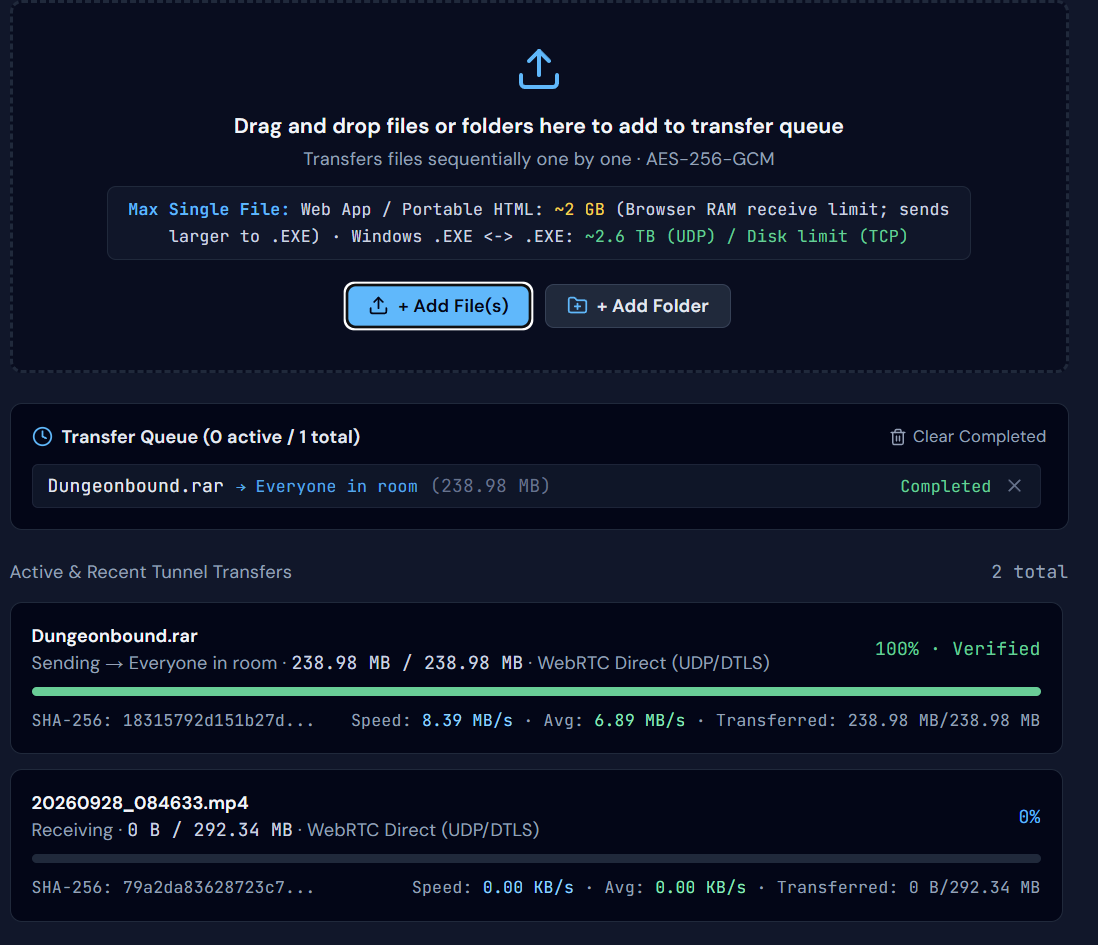 Drag and drop files or folders here to add to transfer queue
Transfers files sequentially one by one · AES-256-GCM
Max Single File: Web App / Portable HTML: ~2 GB (Browser RAM receive limit; sends
larger to .EXE) · Windows .EXE <-> .EXE: ~2.6 TB (UDP) / Disk limit (TCP)
+ Add File(s)
+ Add Folder
Transfer Queue (0 active / 1 total)
Clear Completed
Dungeonbound.rar → Everyone in room (238.98 MB)
Completed
Active & Recent Tunnel Transfers
2 total
Dungeonbound.rar
Sending → Everyone in room · 238.98 MB / 238.98 MB · WebRTC Direct (UDP/DTLS)
100% · Verified
SHA-256: 18315792d151b27d...
Speed: 8.39 MB/s · Avg: 6.89 MB/s · Transferred: 238.98 MB/238.98 MB
20260928_084633.mp4
Receiving · 0 B / 292.34 MB · WebRTC Direct (UDP/DTLS)
0%
SHA-256: 79a2da83628723c7...
Speed: 0.00 KB/s · Avg: 0.00 KB/s · Transferred: 0 B/292.34 MB